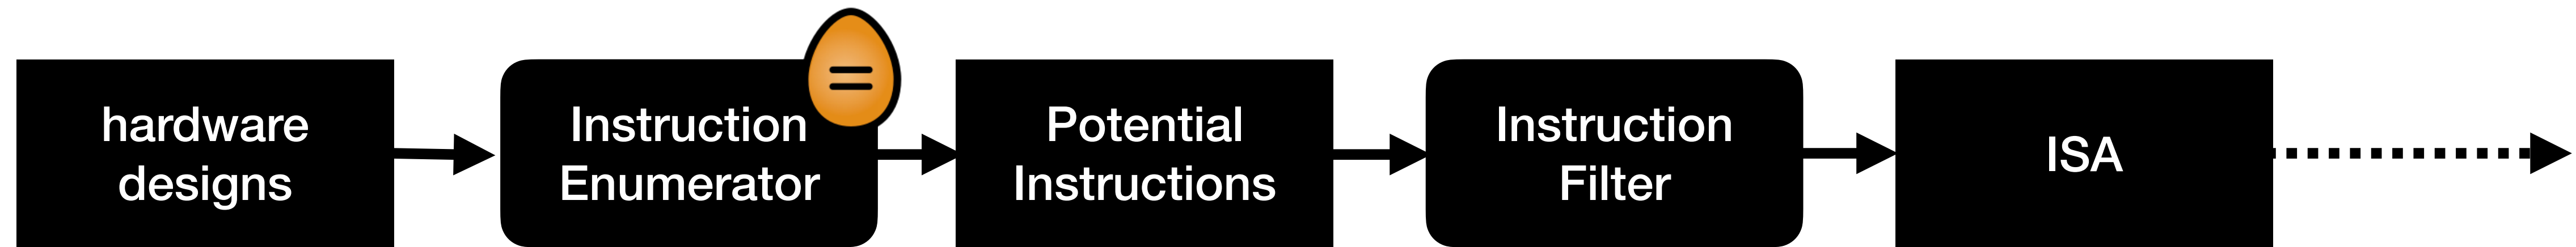 hardware
designs
Instruction
Enumerator
Potential
Instructions
Instruction
Filter
ISA